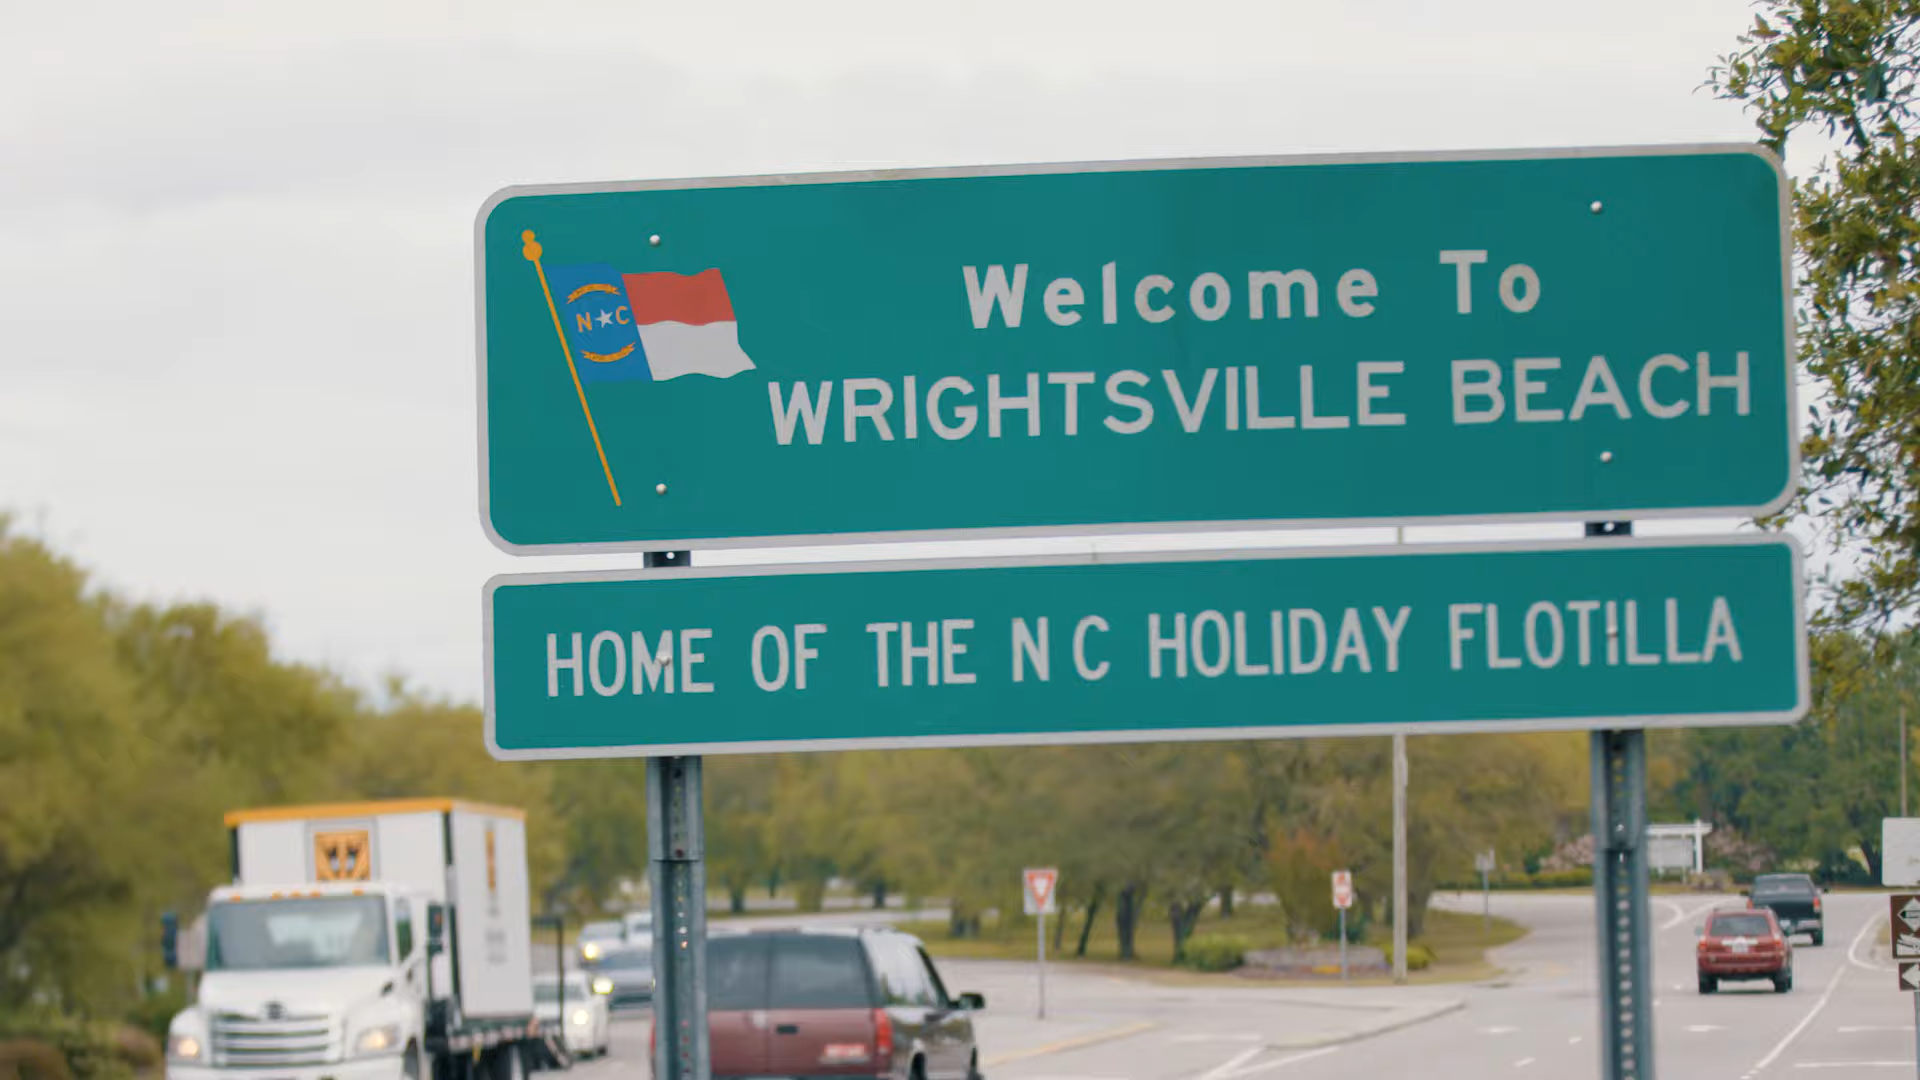 Welcome To
WRIGHTSVILLE BEACH
N C
HOME OF THE N C HOLIDAY FLOTILLA